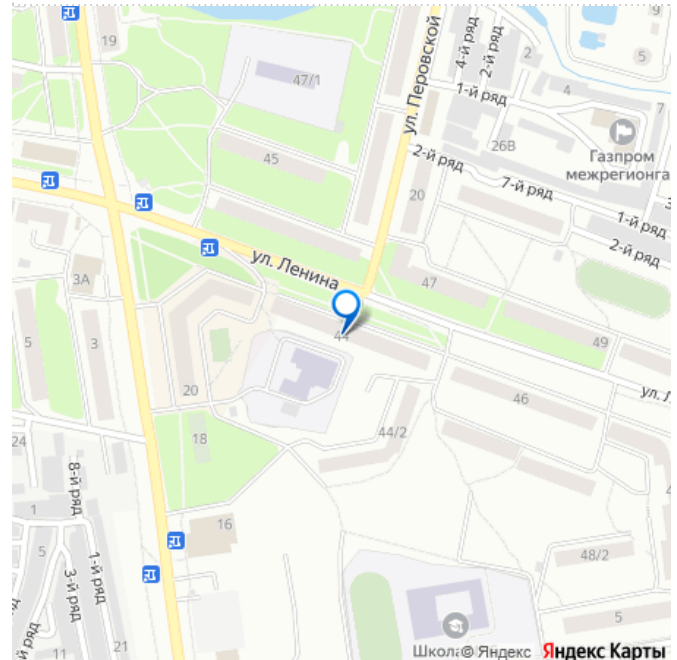 19
47/1
ул. Перовской
4-й ряд
2-й ряд
2
9
5
1-й ряд
4
7
Газпром
межрегионга
26В
2-й ряд
7-й ряд
1-й ряд
2-й ряд
45
20
ул. Ленина
47
3А
5
3
44
49
20
46
ул. Л
18
44/2
24
8-й ряд
1
16
1-й ряд
5
3-й ряд
48/2
11
21
5
Школа
© Яндекс
Яндекс Карты